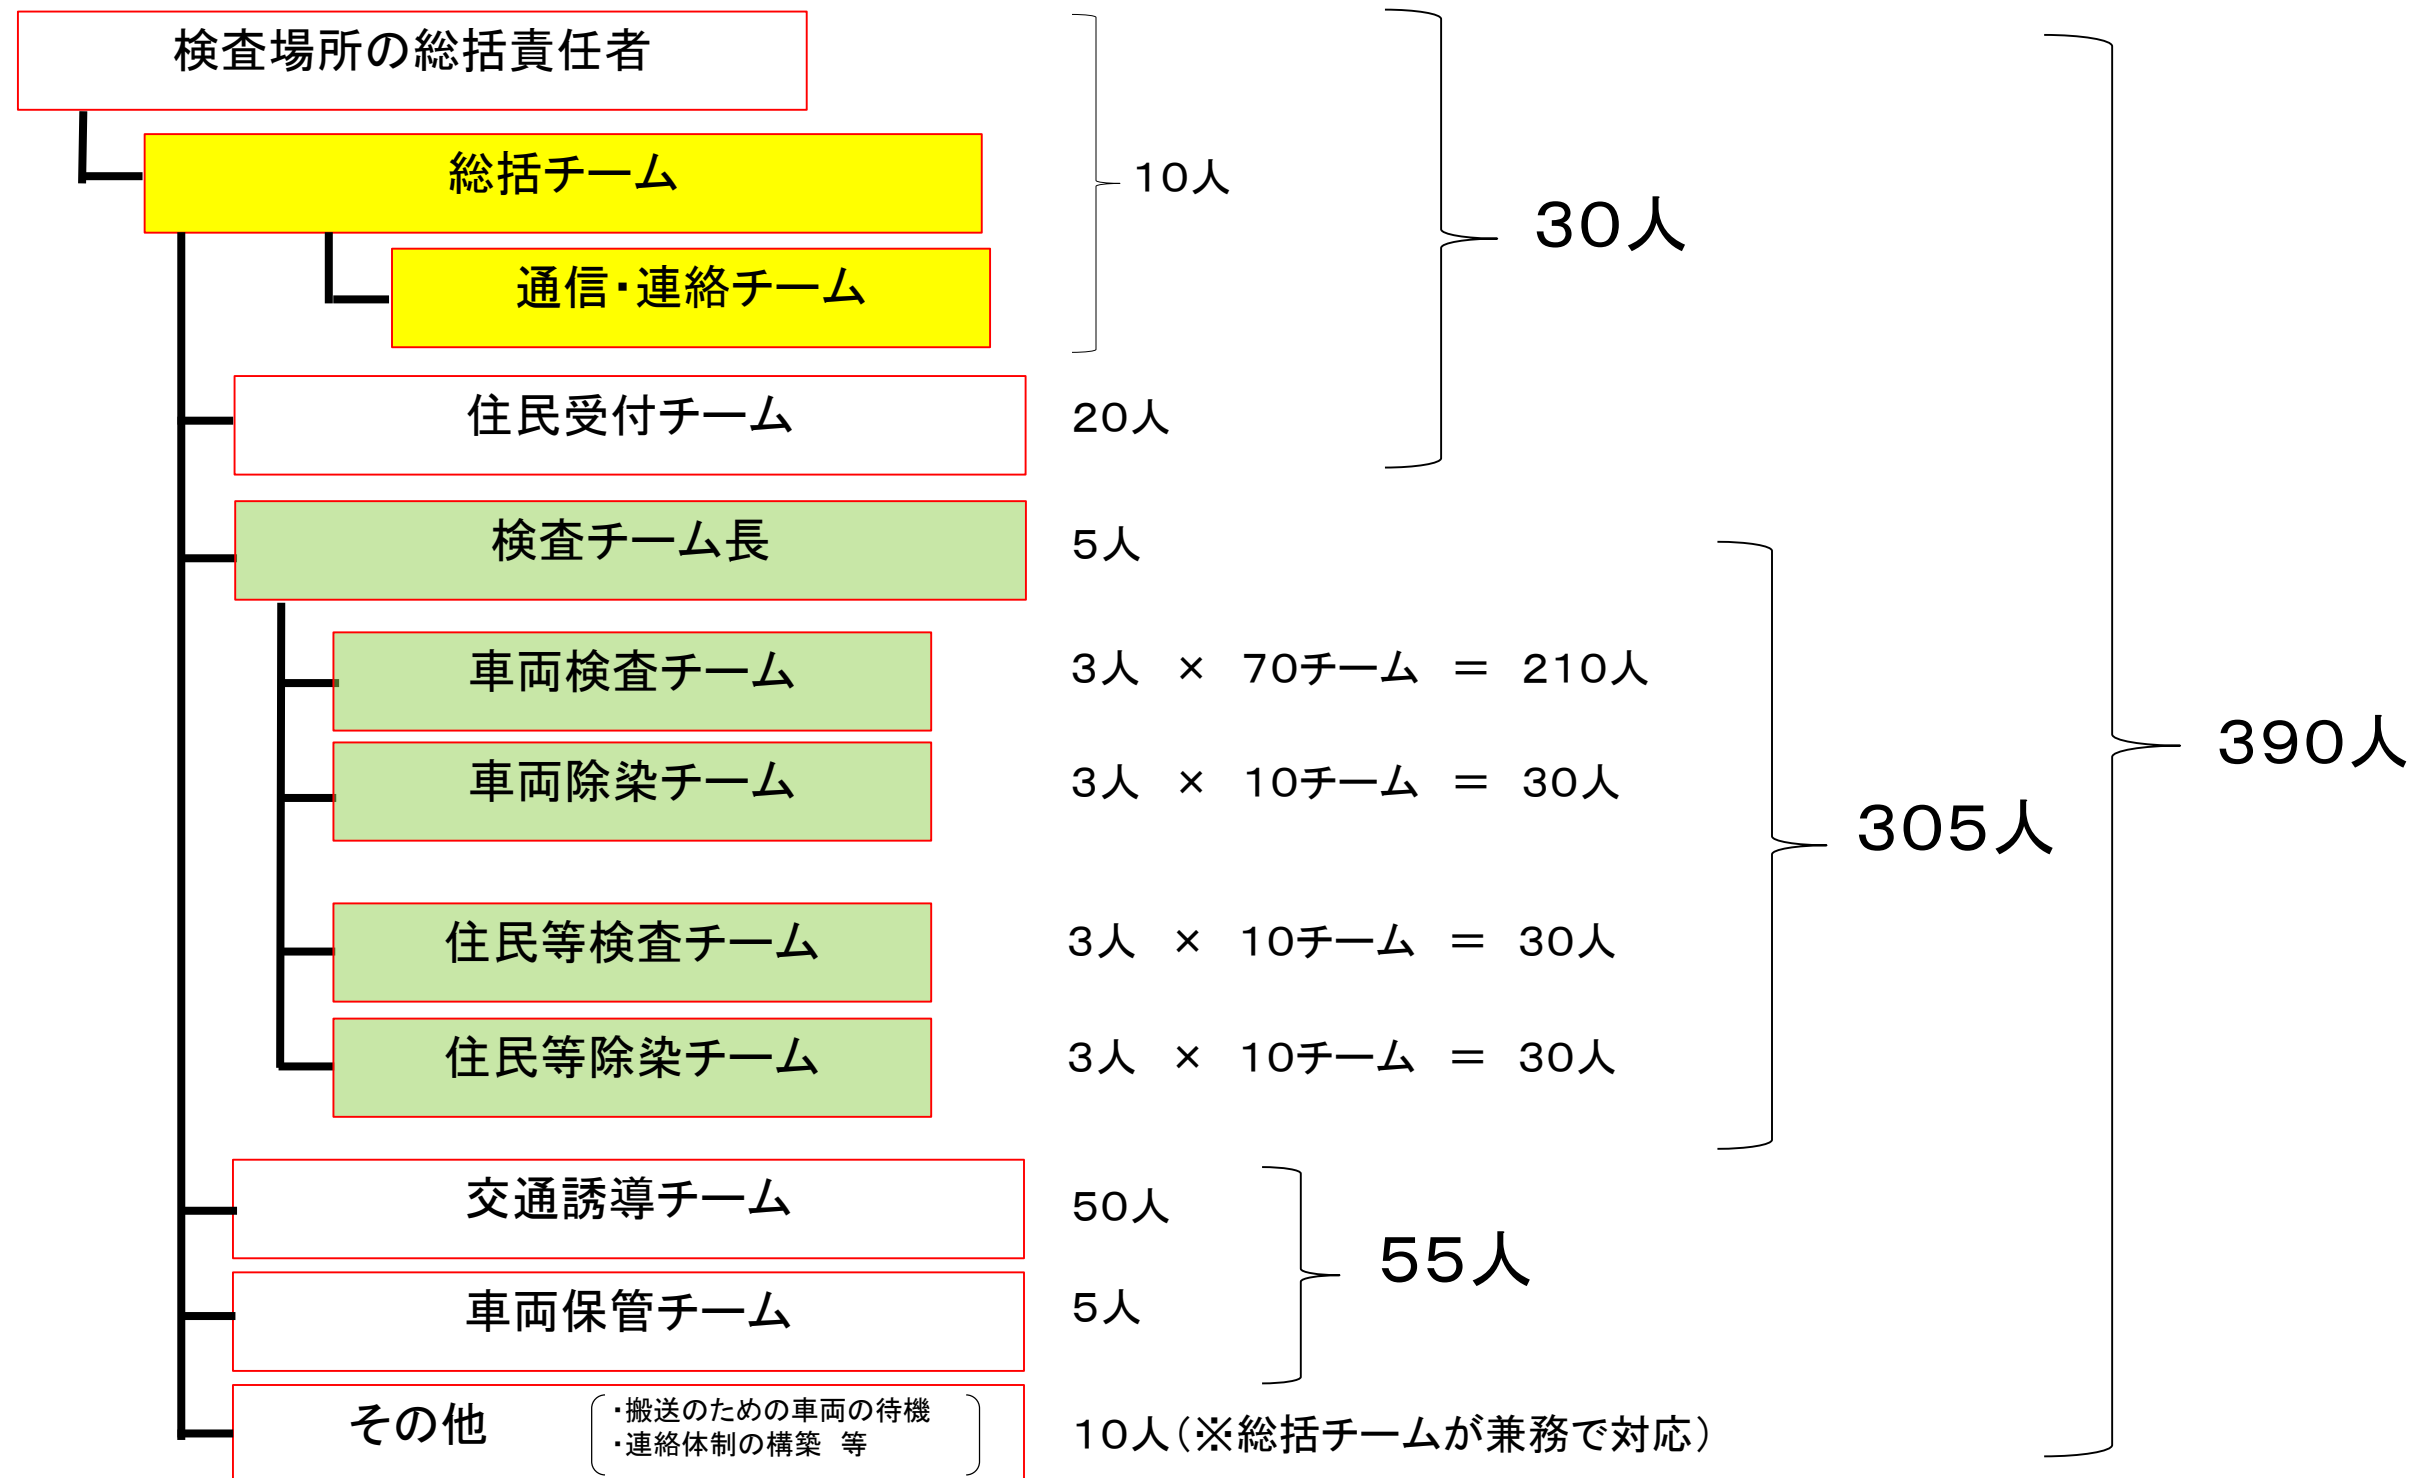 検査場所の総括責任者
総括チーム
10人
30人
通信・連絡チーム
住民受付チーム
20人
検査チーム長
5人
車両検査チーム
3人 × 70チーム = 210人
車両除染チーム
3人 × 10チーム = 30人
390人
305人
住民等検査チーム
3人 × 10チーム = 30人
住民等除染チーム
3人 × 10チーム = 30人
交通誘導チーム
50人
55人
車両保管チーム
5人
その他
・搬送のための車両の待機
・連絡体制の構築 等
10人(※総括チームが兼務で対応)